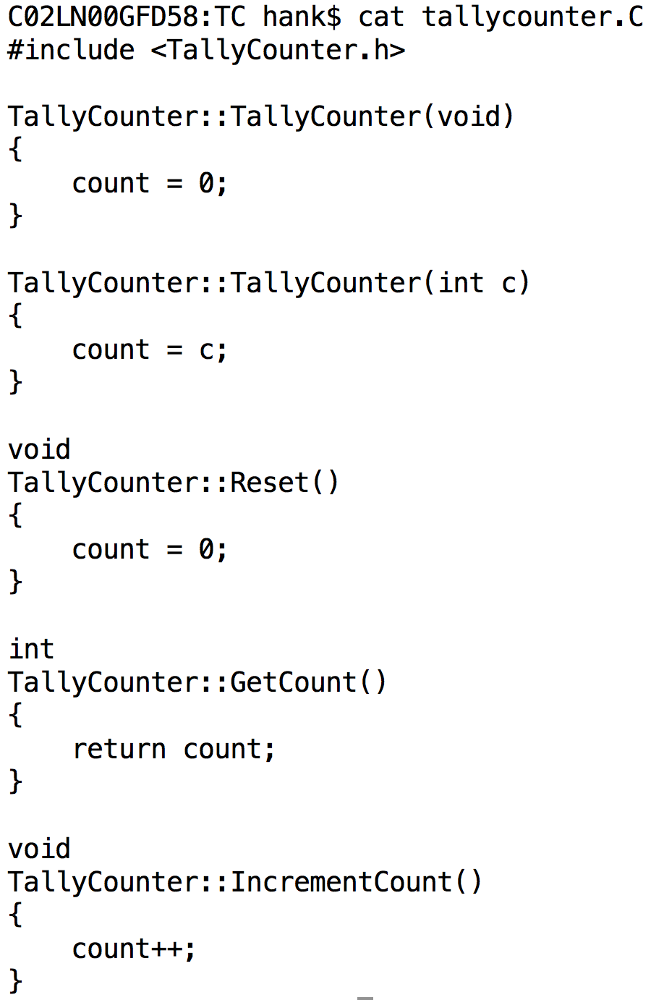 C02LN00GFD58:TC hank$ cat tallycounter.C
#include <TallyCounter.h>

TallyCounter::TallyCounter(void)
{
    count = 0;
}

TallyCounter::TallyCounter(int c)
{
    count = c;
}

void
TallyCounter::Reset()
{
    count = 0;
}

int
TallyCounter::GetCount()
{
    return count;
}

void
TallyCounter::IncrementCount()
{
    count++;
}